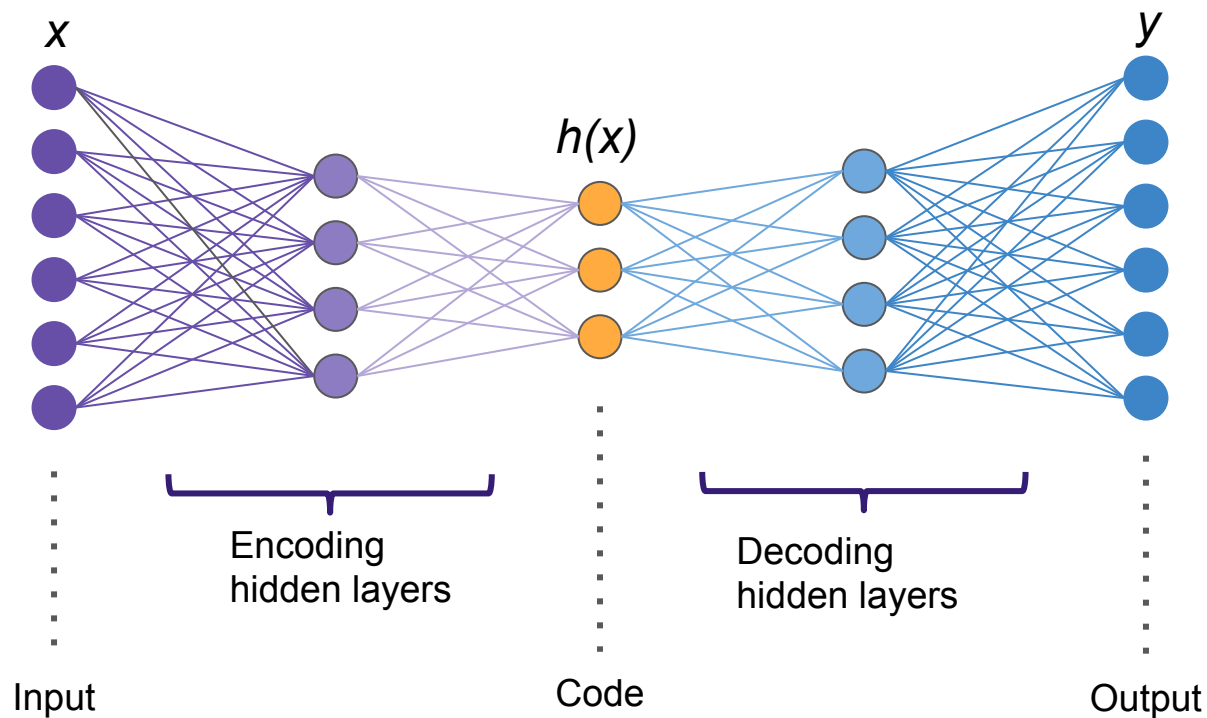 x
y
h(x)
Encoding
hidden layers
Decoding
hidden layers
Input
Code
Output